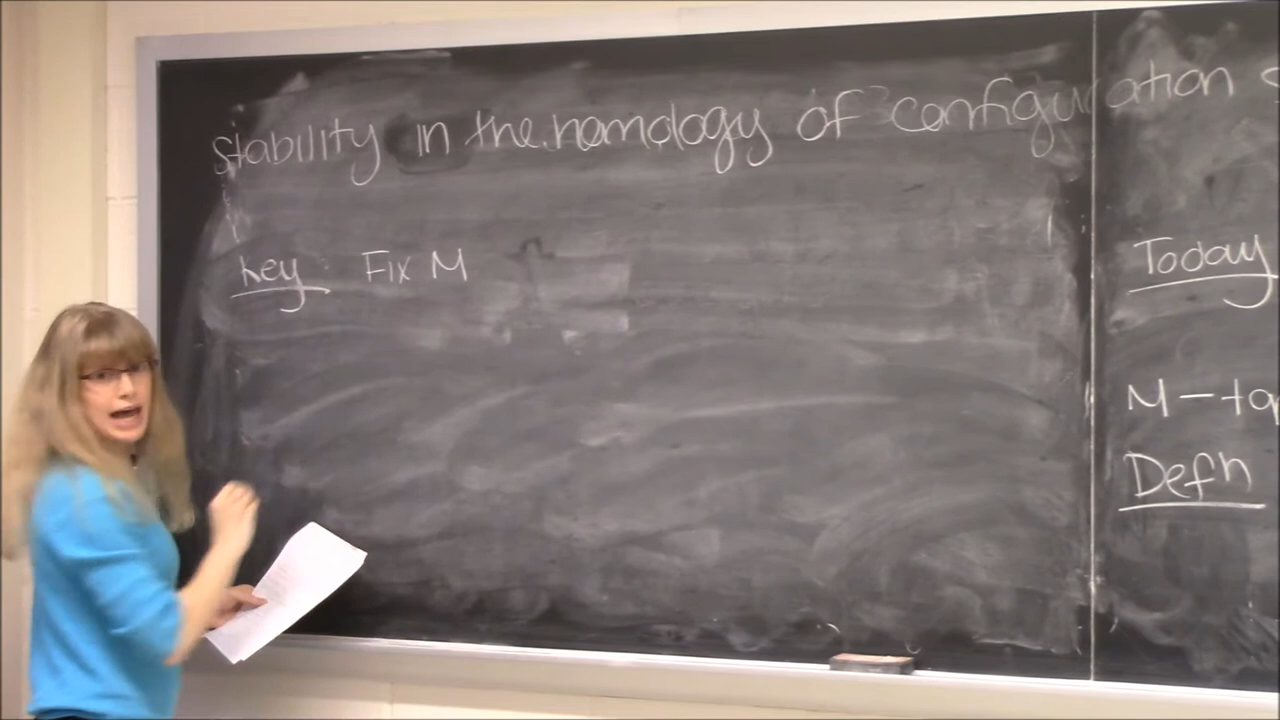 stability in the homology of configuration s
Key Fix M
Today
M - to
Defn